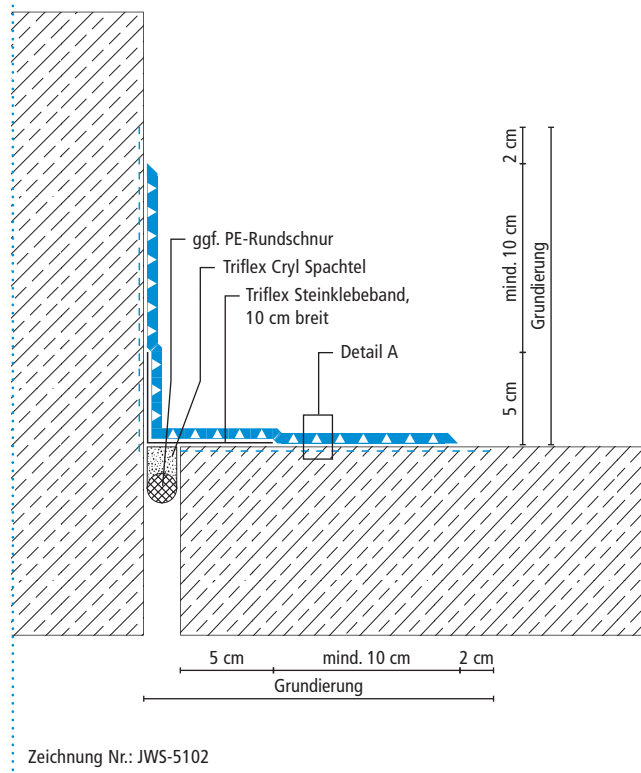 ggf. PE-Rundschnur
Triflex Cryl Spachtel
Triflex Steinklebeband,
10 cm breit
Detail A
2 cm
mind. 10 cm
5 cm
Grundierung
5 cm
mind. 10 cm
2 cm
Grundierung
Zeichnung Nr.: JWS-5102